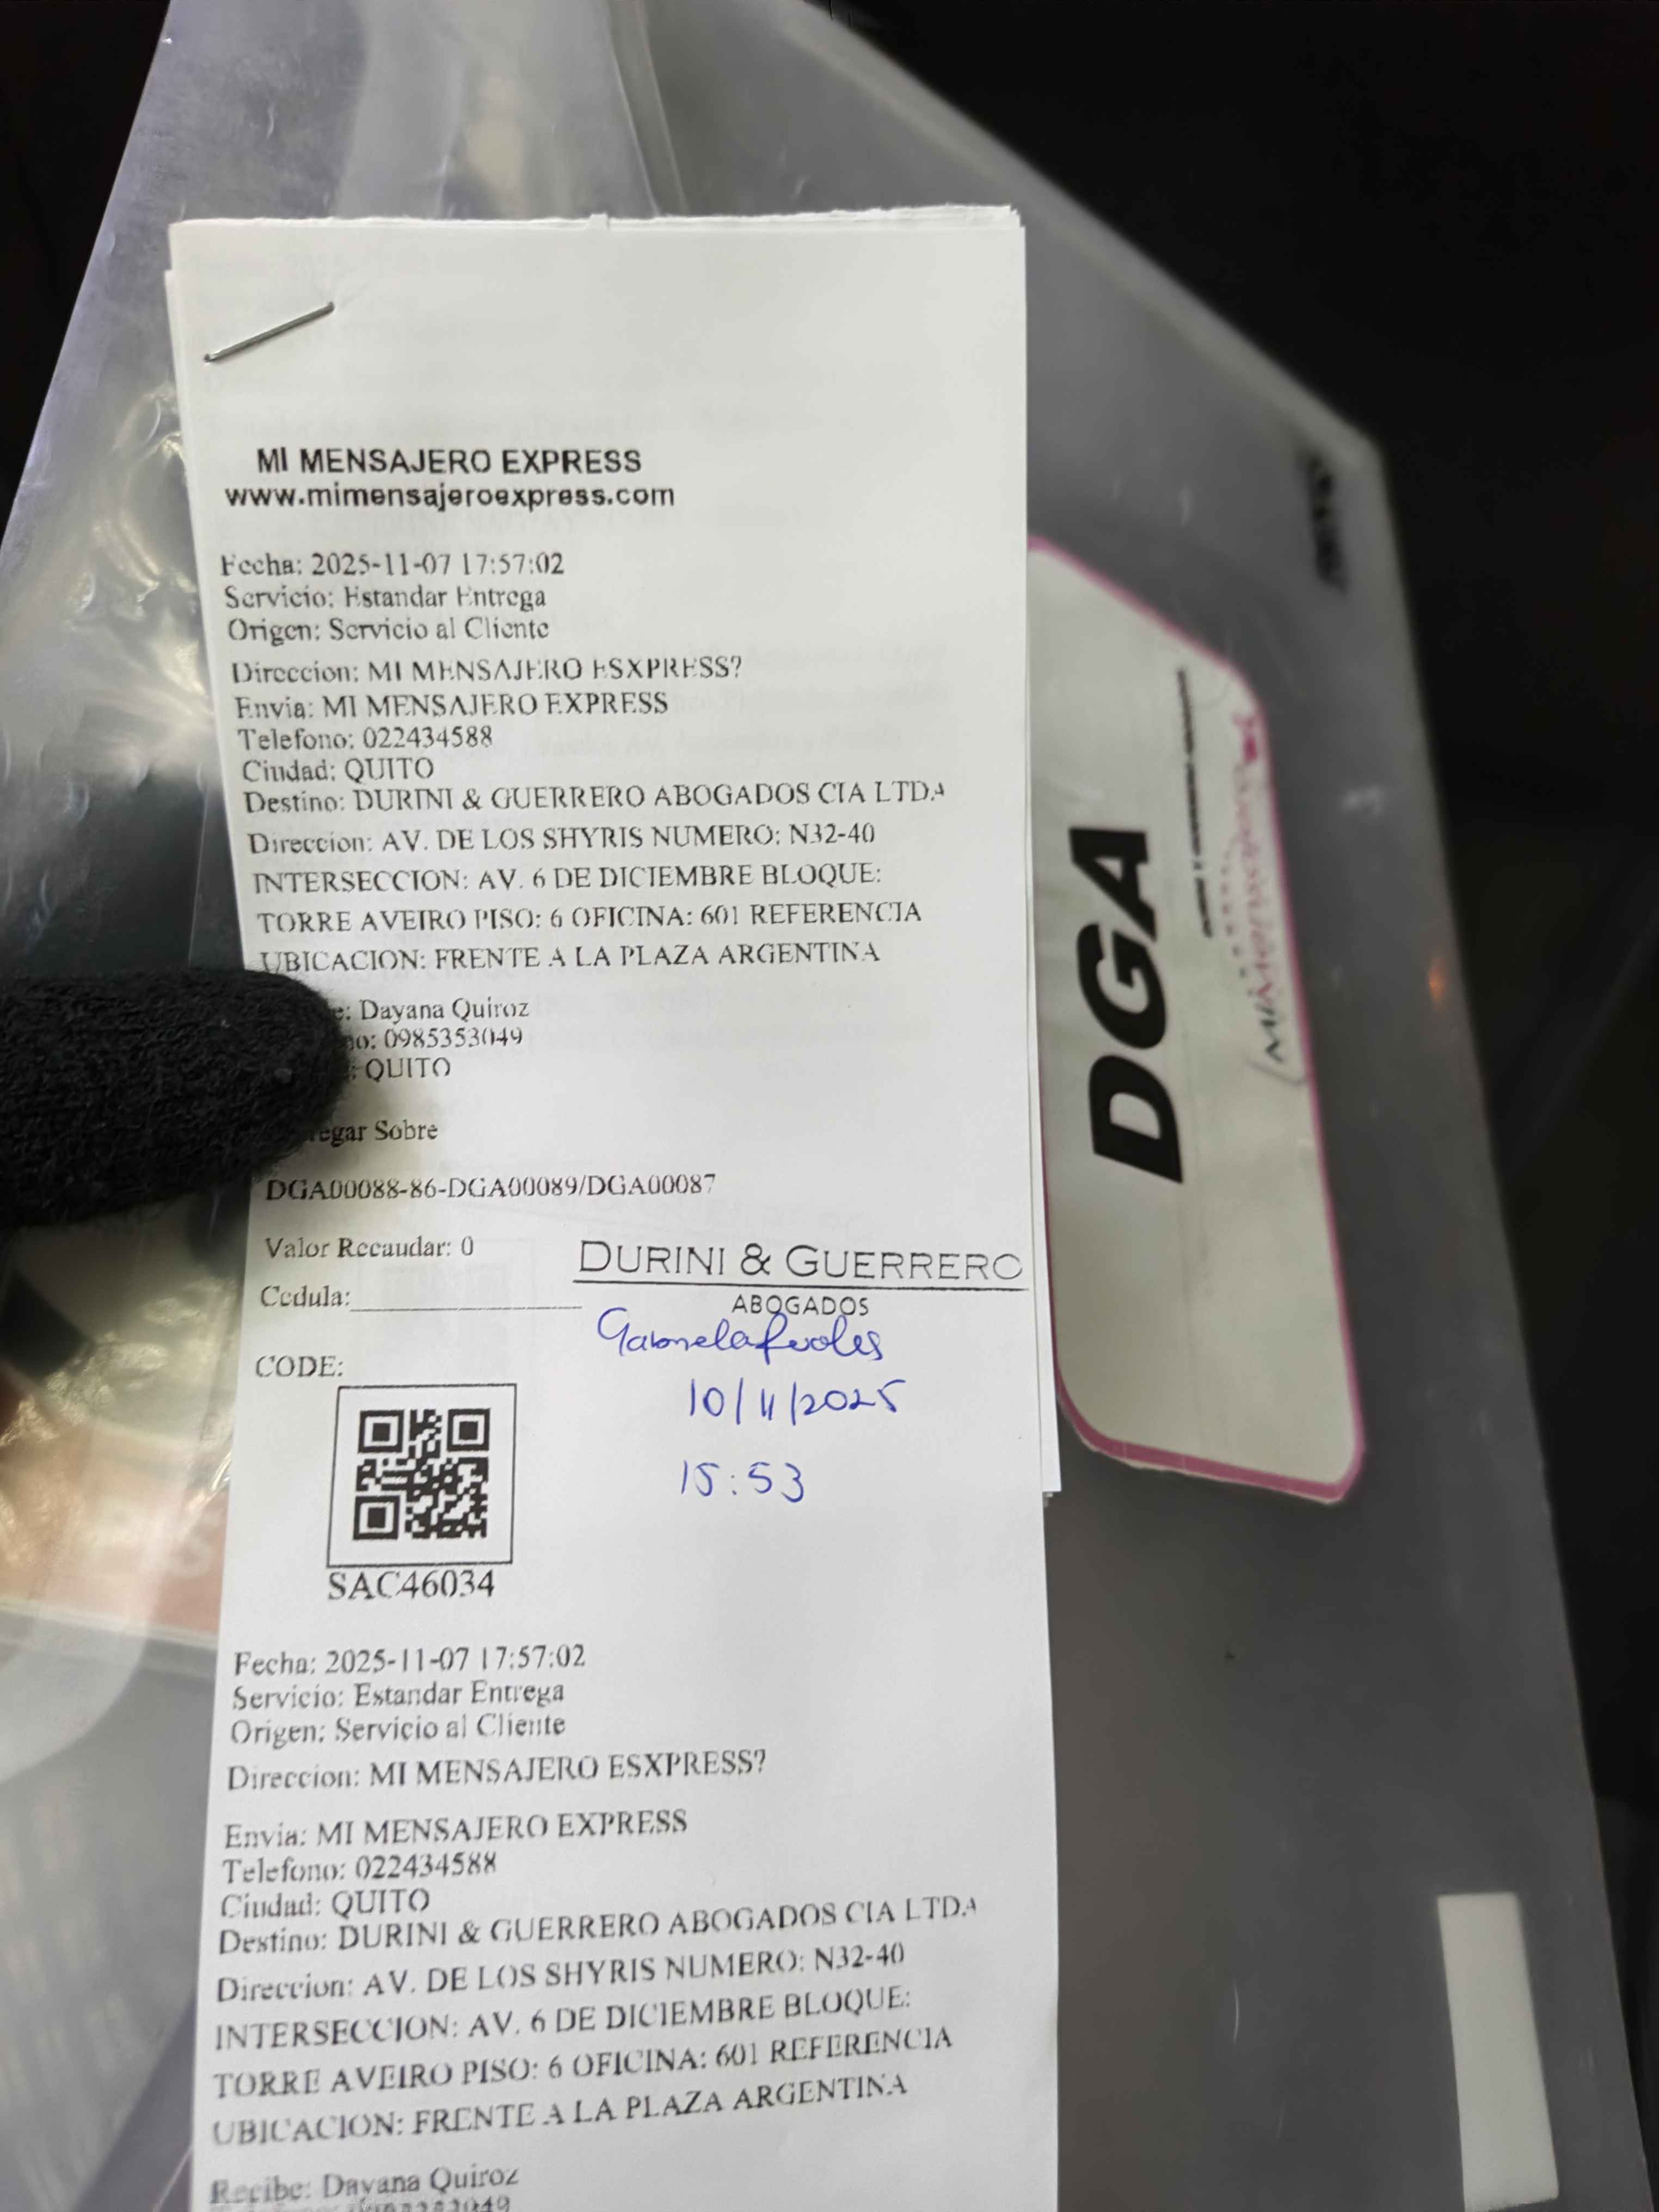 MI MENSAJERO EXPRESS
www.mimensajeroexpress.com
Fecha: 2025-11-07 17:57:02
Servicio: Estandar Entrega
Origen: Servicio al Cliente
Direccion: MI MENSAJERO ESXPRESS?
Envia: MI MENSAJERO EXPRESS
Telefono: 022434588
Ciudad: QUITO
Destino: DURINI & GUERRERO ABOGADOS CIA LTDA
Direccion: AV. DE LOS SHYRIS NUMERO: N32-40
INTERSECCION: AV. 6 DE DICIEMBRE BLOQUE:
TORRE AVEIRO PISO: 6 OFICINA: 601 REFERENCIA
UBICACION: FRENTE A LA PLAZA ARGENTINA
e: Dayana Quiroz
no: 0985353049
: QUITO
egar Sobre
DGA00088-86-DGA00089/DGA00087
Valor Recaudar: 0
Cedula:
DURINI & GUERRERO
ABOGADOS
10/11/2025
15:53
CODE:
SAC46034
Fecha: 2025-11-07 17:57:02
Servicio: Estandar Entrega
Origen: Servicio al Cliente
Direccion: MI MENSAJERO ESXPRESS?
Envia: MI MENSAJERO EXPRESS
Telefono: 022434588
Ciudad: QUITO
Destino: DURINI & GUERRERO ABOGADOS CIA LTDA
Direccion: AV. DE LOS SHYRIS NUMERO: N32-40
INTERSECCION: AV. 6 DE DICIEMBRE BLOQUE:
TORRE AVEIRO PISO: 6 OFICINA: 601 REFERENCIA
UBICACION: FRENTE A LA PLAZA ARGENTINA
Recibe: Dayana Quiroz
DGA